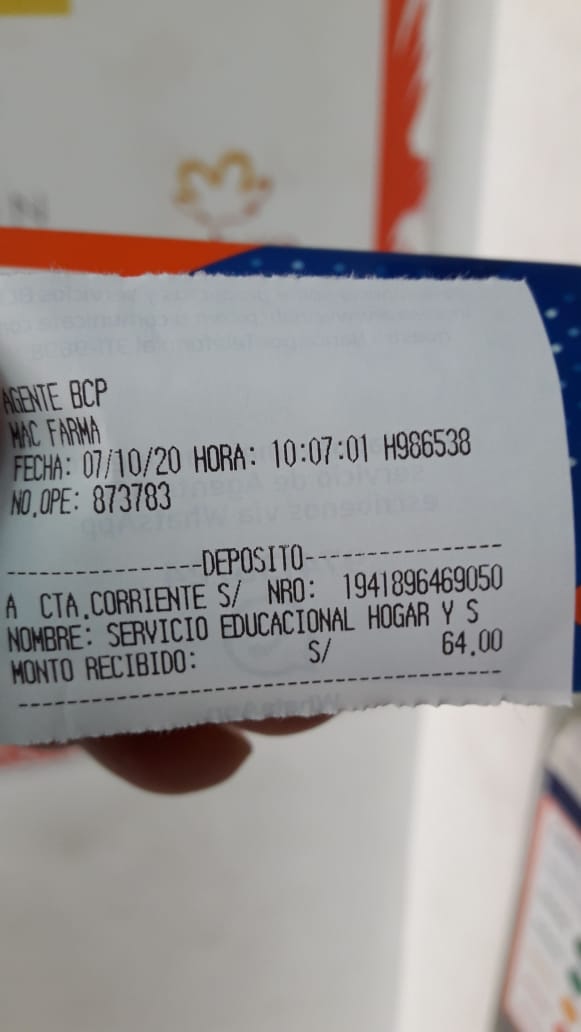 AGENTE BCP
MAC FARMA
FECHA: 07/10/20 HORA: 10:07:01 H986538
NO.OPE: 873783
----------------DEPOSITO----------------
A CTA.CORRIENTE S/ NRO: 1941896469050
NOMBRE: SERVICIO EDUCACIONAL HOGAR Y S
MONTO RECIBIDO: S/ 64.00
----------------------------------------